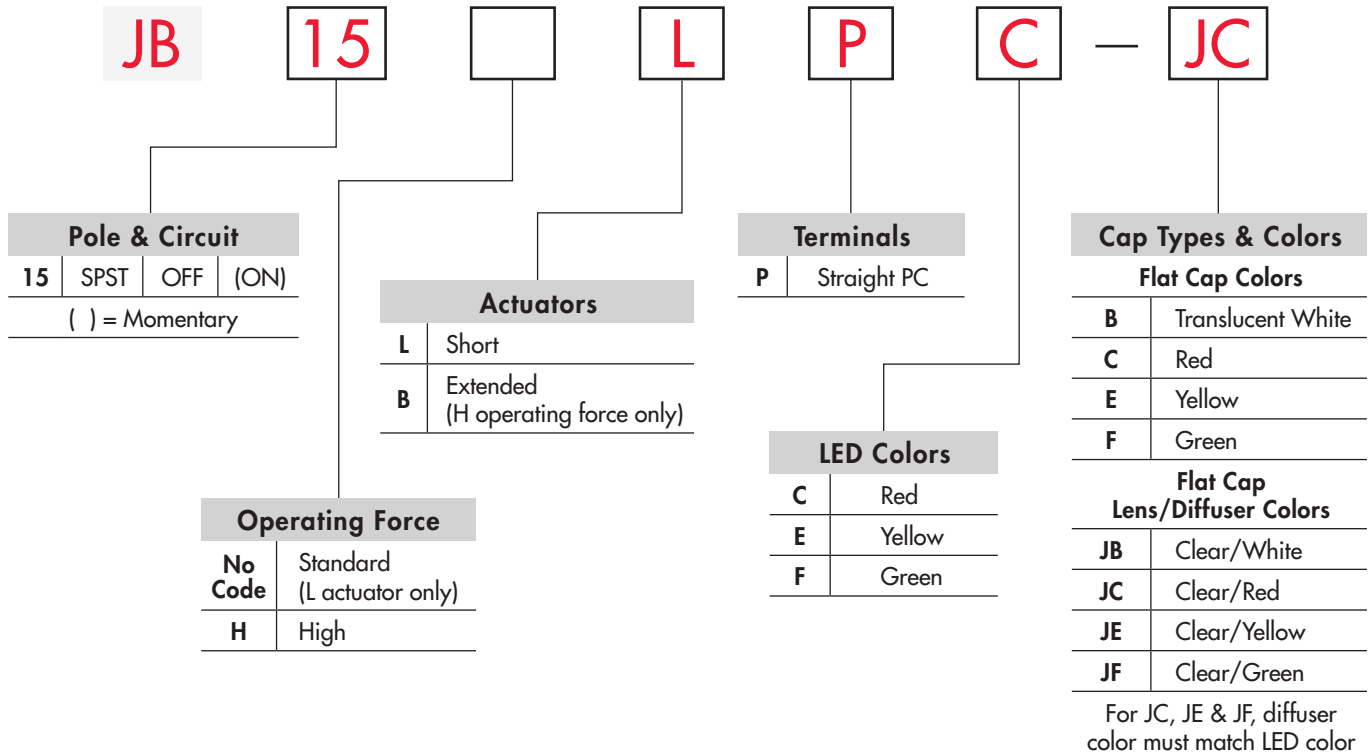 JB 15 L P C — JC
Pole & Circuit
15 SPST OFF (ON)
( ) = Momentary
Operating Force
No Code Standard (L actuator only)
H High
Actuators
L Short
B Extended (H operating force only)
Terminals
P Straight PC
LED Colors
C Red
E Yellow
F Green
Cap Types & Colors
Flat Cap Colors
B Translucent White
C Red
E Yellow
F Green
Flat Cap
Lens/Diffuser Colors
JB Clear/White
JC Clear/Red
JE Clear/Yellow
JF Clear/Green
For JC, JE & JF, diffuser
color must match LED color